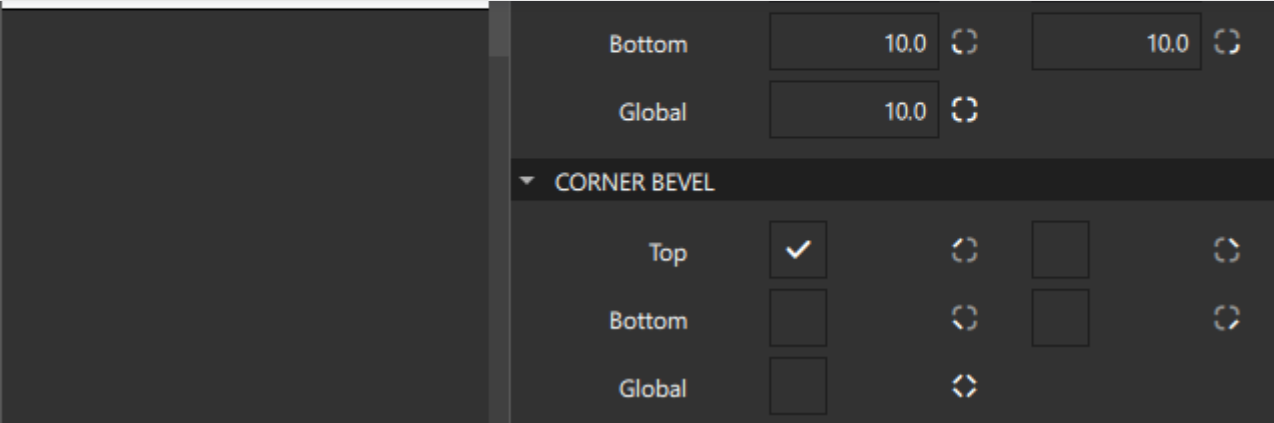 Bottom 10.0 10.0
Global 10.0
CORNER BEVEL
Top
Bottom
Global